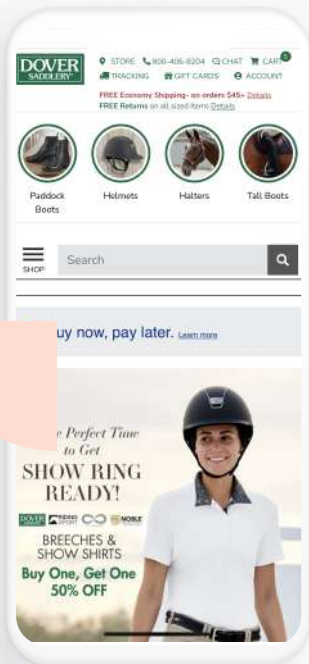 DOVER
SADDLERY
STORE 800-406-8204 CHAT CART
TRACKING GIFT CARDS ACCOUNT
FREE Economy Shipping- on orders $45+ Details
FREE Returns on all sized items Details
Paddock
Boots
Helmets
Halters
Tall Boots
SHOP
Search
uy now, pay later. Learn more
Perfect Time
to Get
SHOW RING
READY!
DOVER RIDING SPORT NOBLE
BREECHES &
SHOW SHIRTS
Buy One, Get One
50% OFF